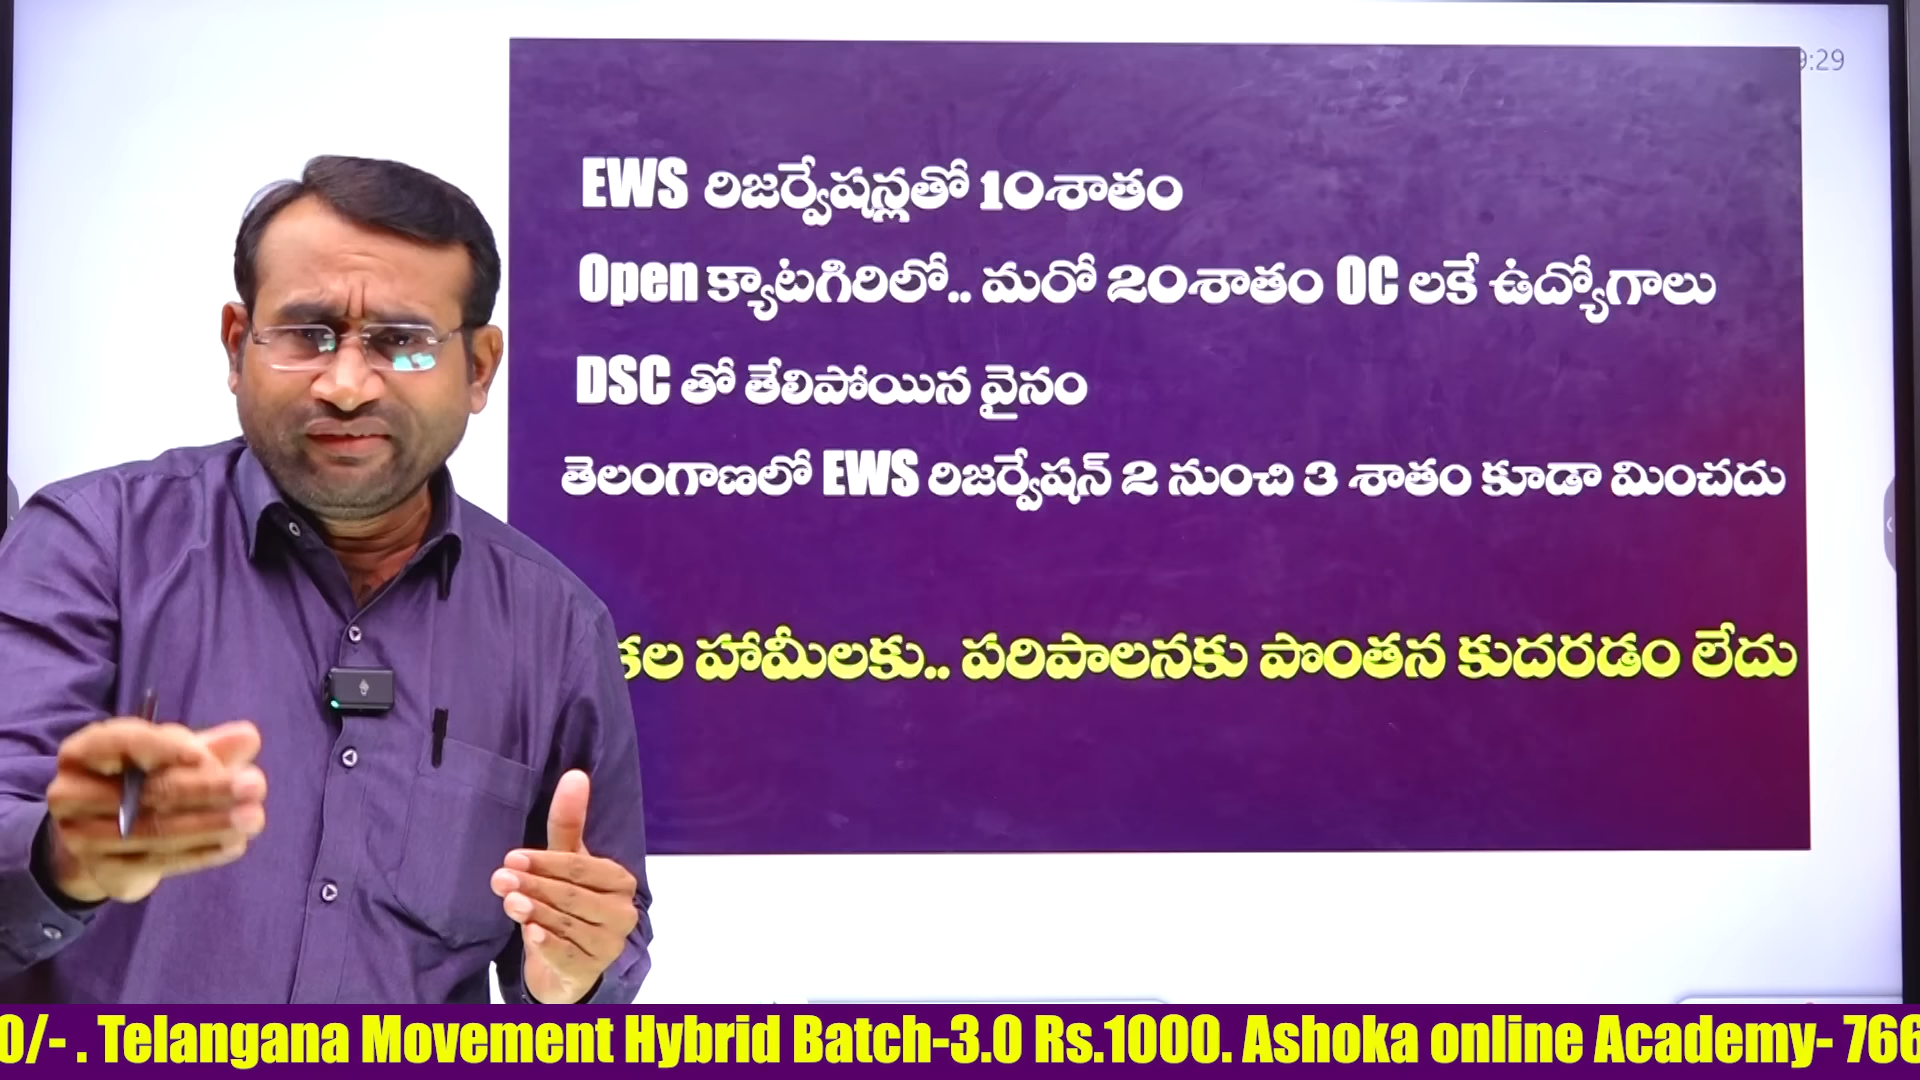 9:29
EWS రిజర్వేషన్లతో 10శాతం
Open క్యాటగిరిలో.. మరో 20శాతం OC లకే ఉద్యోగాలు
DSC తో తేలిపోయిన వైనం
తెలంగాణలో EWS రిజర్వేషన్ 2 నుంచి 3 శాతం కూడా మించదు
హామీలకు.. పరిపాలనకు పొంతన కుదరడం లేదు
0/- . Telangana Movement Hybrid Batch-3.0 Rs.1000. Ashoka online Academy- 766